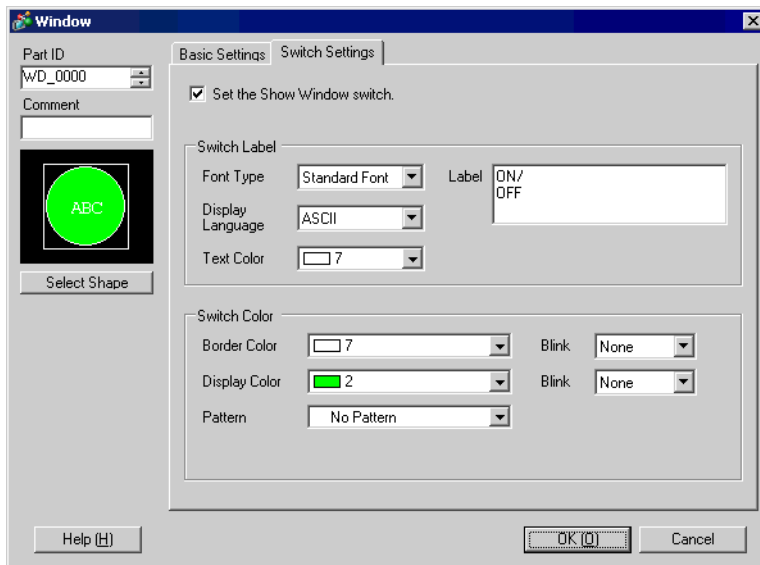 Window
Part ID
WD_0000
Comment
ABC
Select Shape
Basic Settings
Switch Settings
Set the Show Window switch.
Switch Label
Font Type
Standard Font
Label
ON/
OFF
Display
Language
ASCII
Text Color
7
Switch Color
Border Color
7
Blink
None
Display Color
2
Blink
None
Pattern
No Pattern
Help (H)
OK (O)
Cancel